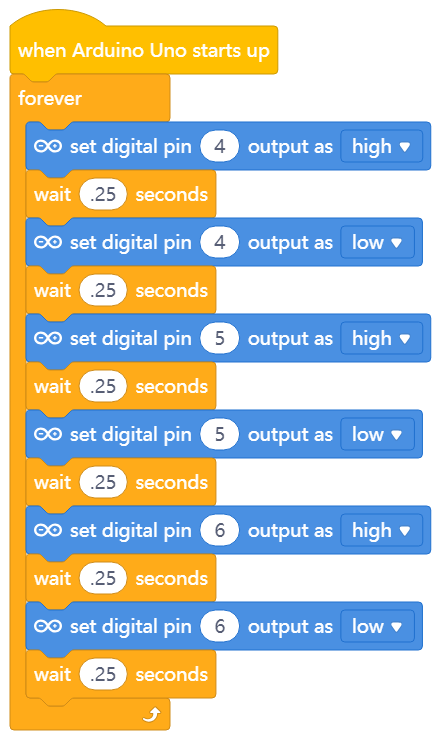 when Arduino Uno starts up
forever
set digital pin 4 output as high
wait .25 seconds
set digital pin 4 output as low
wait .25 seconds
set digital pin 5 output as high
wait .25 seconds
set digital pin 5 output as low
wait .25 seconds
set digital pin 6 output as high
wait .25 seconds
set digital pin 6 output as low
wait .25 seconds